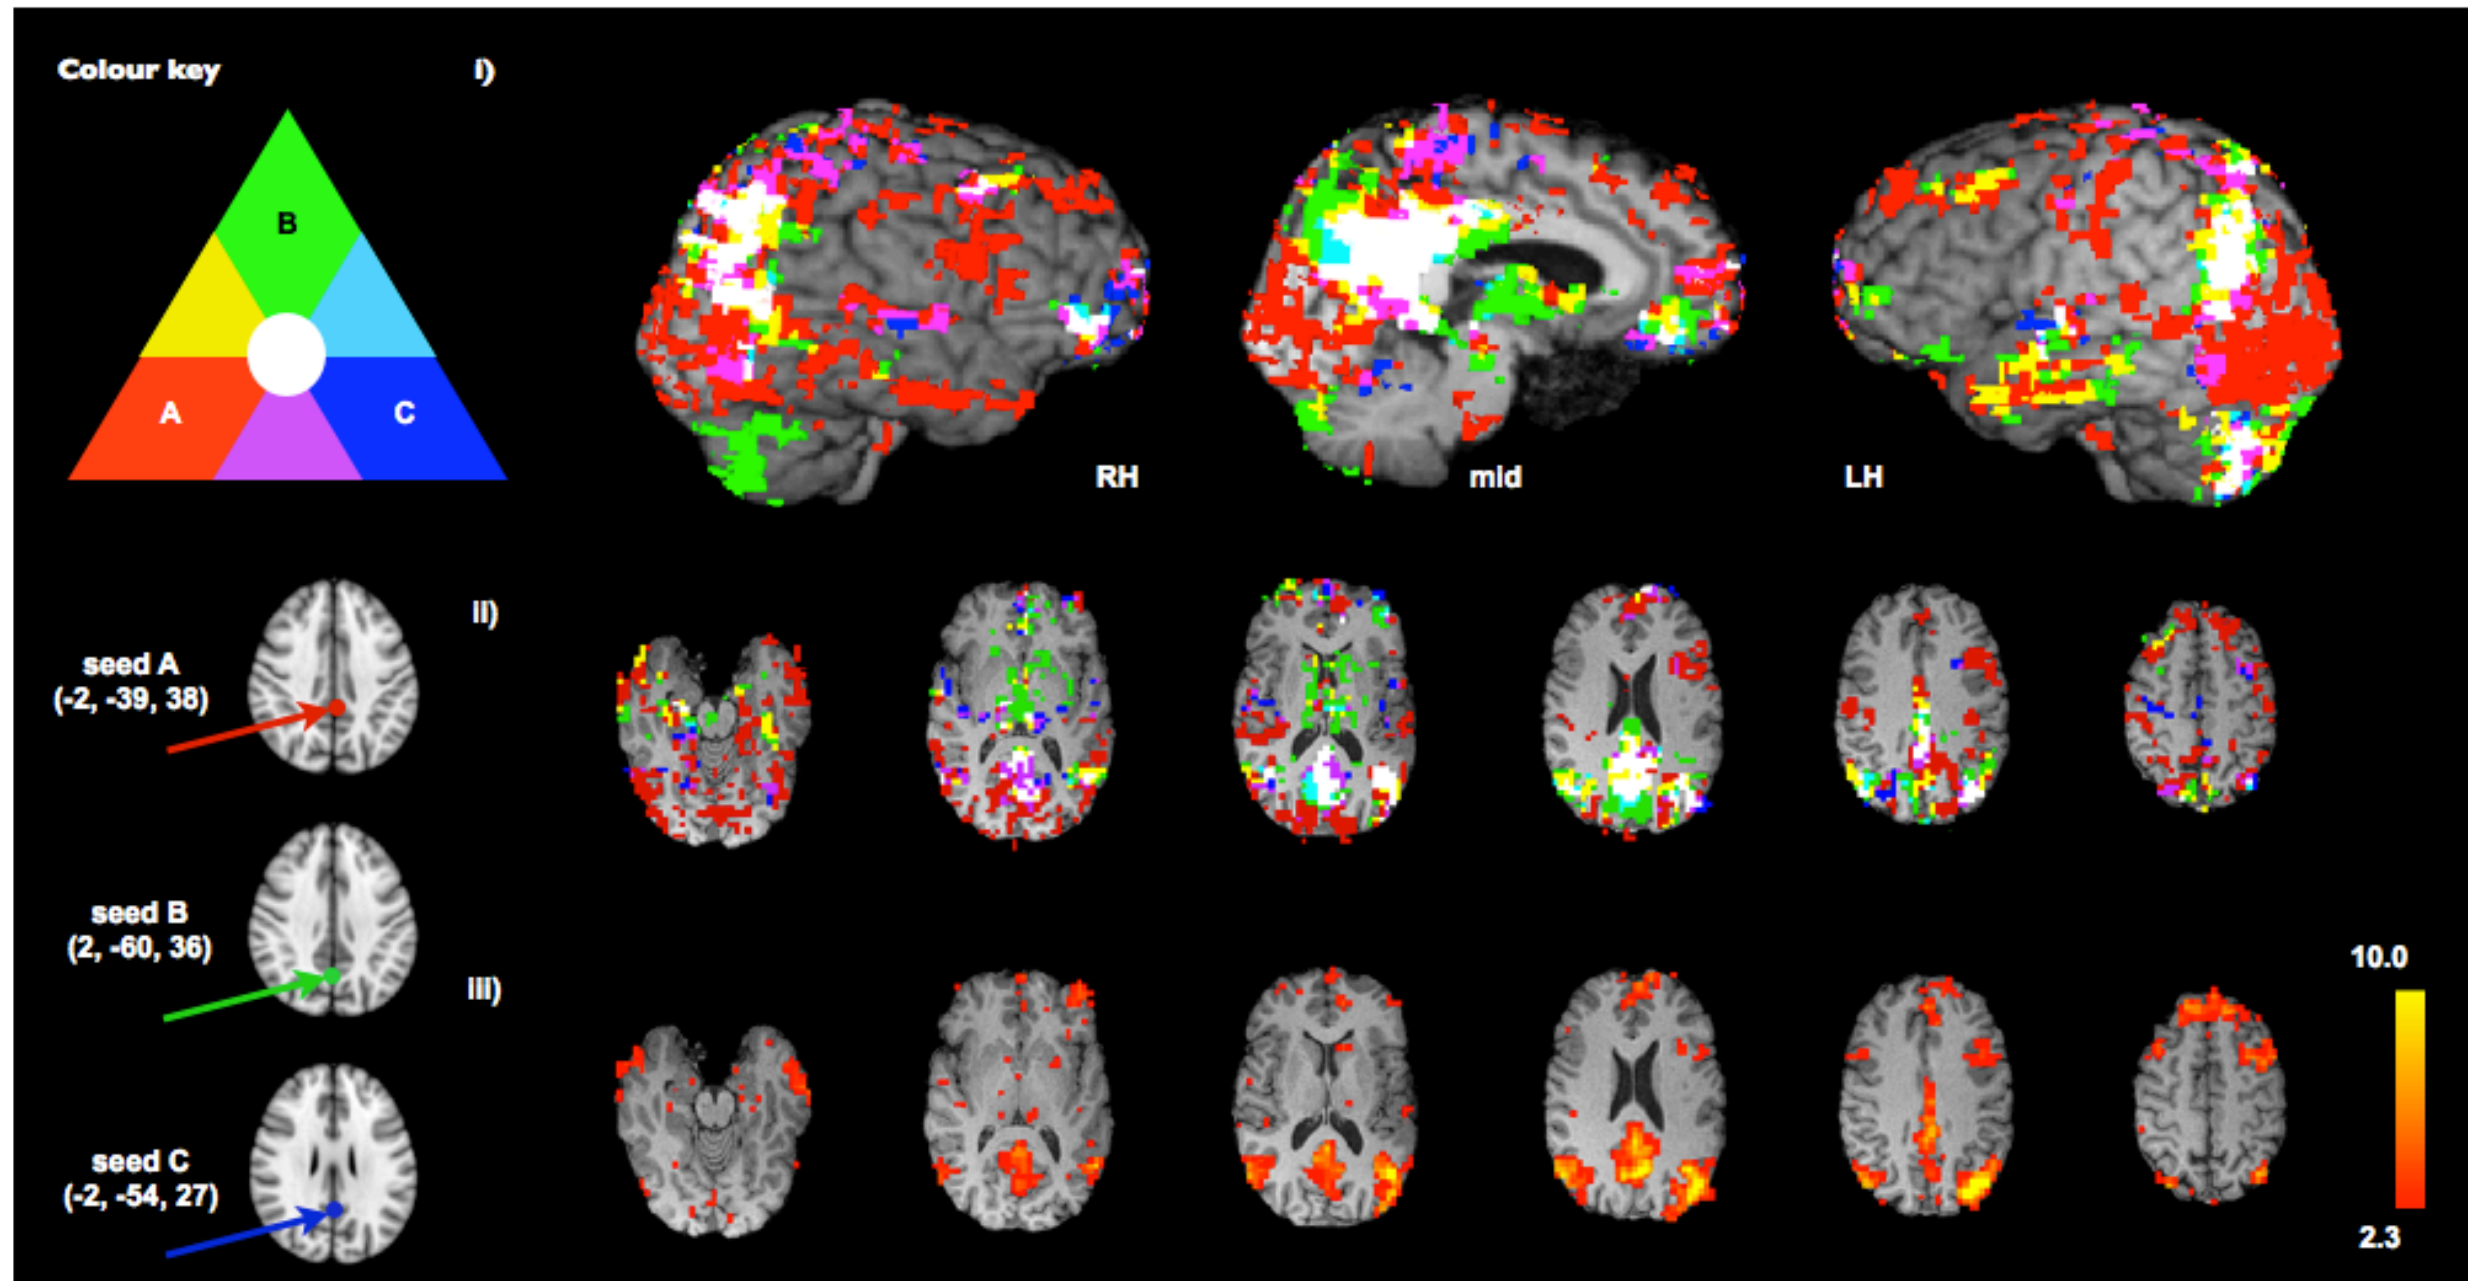 Colour key
i)
B
A
C
RH
mid
LH
seed A
(-2, -39, 38)
ii)
seed B
(2, -60, 36)
iii)
10.0
seed C
(-2, -54, 27)
2.3